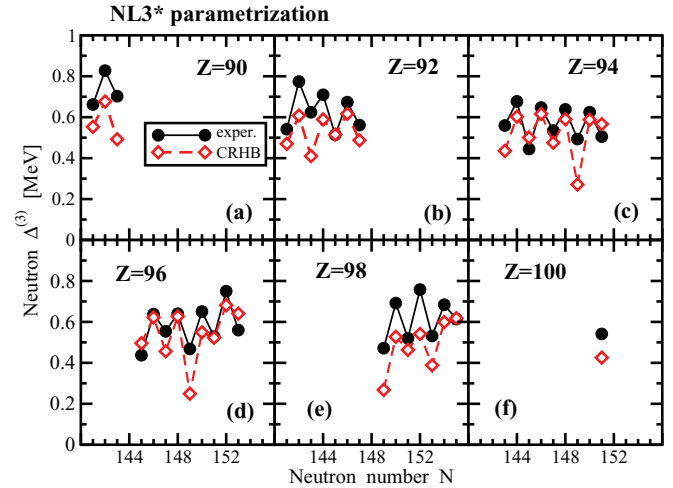 NL3* parametrization
Neutron Δ(3) [MeV]
1
0.8
0.6
0.4
0.2
0
Z=90
exper.
CRHB
(a)
Z=92
(b)
Z=94
(c)
0.8
0.6
0.4
0.2
0
Z=96
(d)
Z=98
(e)
Z=100
(f)
144 148 152
144 148 152
144 148 152
Neutron number N